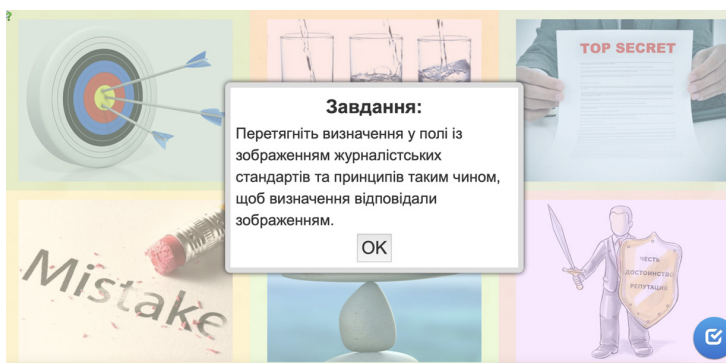 TOP SECRET
Завдання:
Перетягніть визначення у полі із
зображенням журналістських
стандартів та принципів таким чином,
щоб визначення відповідали
зображенням.
OK
Mistake
ЧЕСТЬ
ДОСТОИНСТВО
РЕПУТАЦИЯ